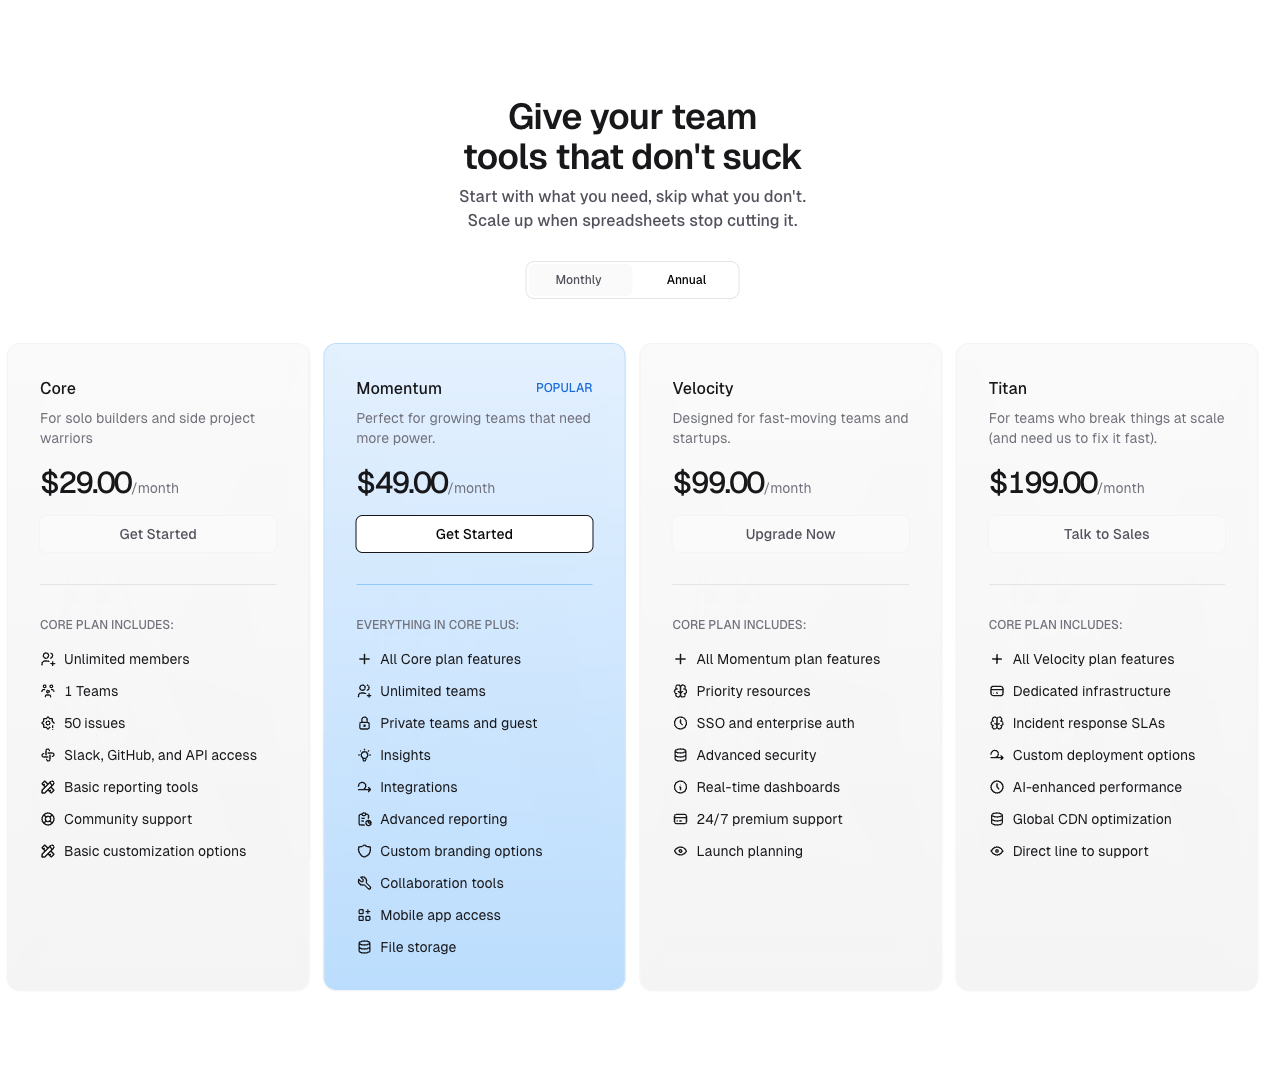 Give your team
tools that don't suck
Start with what you need, skip what you don't.
Scale up when spreadsheets stop cutting it.
Monthly
Annual
Core
For solo builders and side project
warriors
$29.00/month
Get Started
CORE PLAN INCLUDES:
Unlimited members
1 Teams
50 issues
Slack, GitHub, and API access
Basic reporting tools
Community support
Basic customization options
Momentum
POPULAR
Perfect for growing teams that need
more power.
$49.00/month
Get Started
EVERYTHING IN CORE PLUS:
All Core plan features
Unlimited teams
Private teams and guest
Insights
Integrations
Advanced reporting
Custom branding options
Collaboration tools
Mobile app access
File storage
Velocity
Designed for fast-moving teams and
startups.
$99.00/month
Upgrade Now
CORE PLAN INCLUDES:
All Momentum plan features
Priority resources
SSO and enterprise auth
Advanced security
Real-time dashboards
24/7 premium support
Launch planning
Titan
For teams who break things at scale
(and need us to fix it fast).
$199.00/month
Talk to Sales
CORE PLAN INCLUDES:
All Velocity plan features
Dedicated infrastructure
Incident response SLAs
Custom deployment options
AI-enhanced performance
Global CDN optimization
Direct line to support